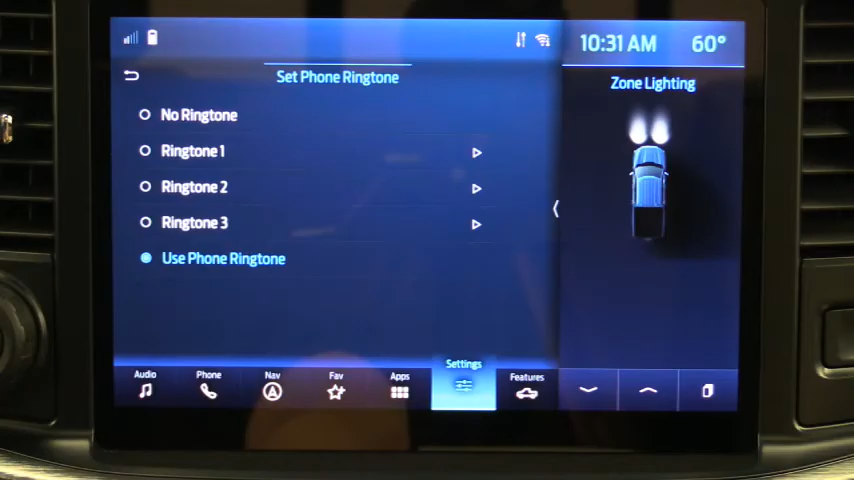 10:31 AM 60°
Set Phone Ringtone
Zone Lighting
No Ringtone
Ringtone 1
Ringtone 2
Ringtone 3
Use Phone Ringtone
Audio Phone Nav Fav Apps Settings Features